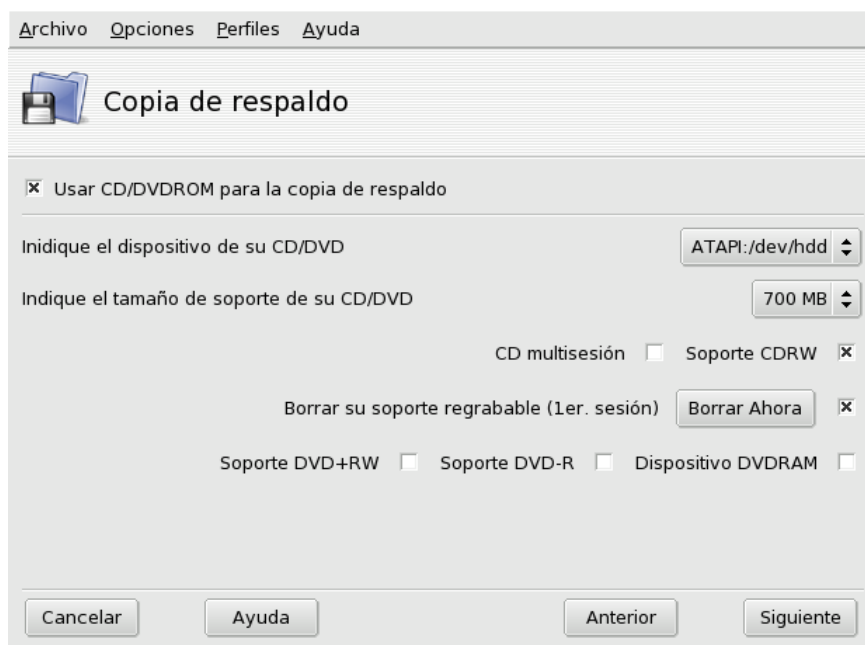 Archivo Opciones Perfiles Ayuda
Copia de respaldo
Usar CD/DVDROM para la copia de respaldo
Inidique el dispositivo de su CD/DVD ATAPI:/dev/hdd
Indique el tamaño de soporte de su CD/DVD 700 MB
CD multisesión Soporte CDRW
Borrar su soporte regrabable (1er. sesión) Borrar Ahora
Soporte DVD+RW Soporte DVD-R Dispositivo DVDRAM
Cancelar Ayuda Anterior Siguiente